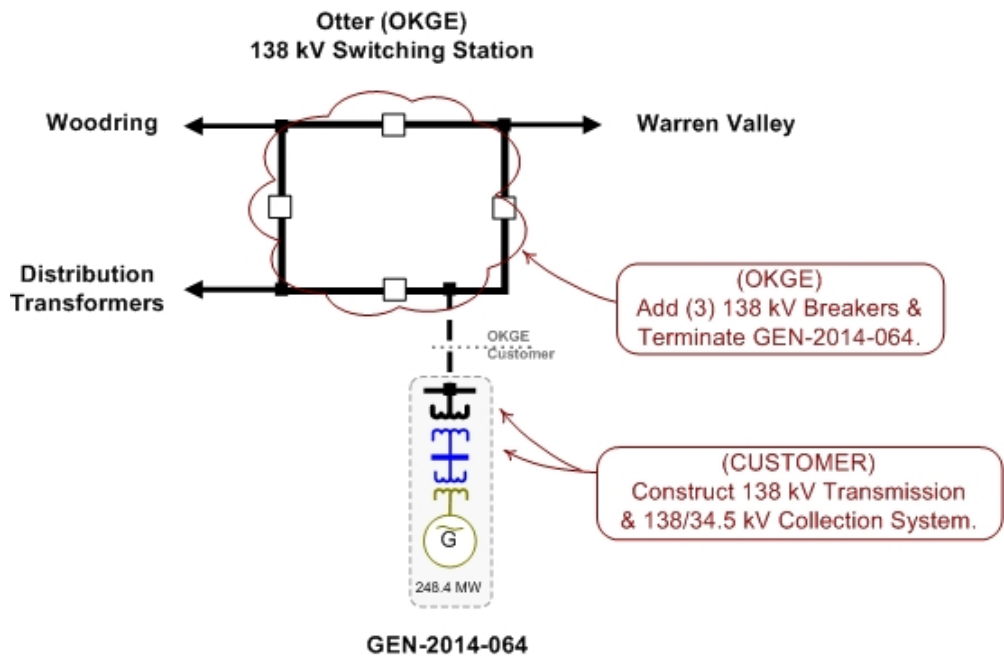 Otter (OKGE)
138 kV Switching Station
Woodring
Warren Valley
Distribution
Transformers
(OKGE)
Add (3) 138 kV Breakers &
Terminate GEN-2014-064.
OKGE
Customer
(CUSTOMER)
Construct 138 kV Transmission
& 138/34.5 kV Collection System.
G
248.4 MW
GEN-2014-064